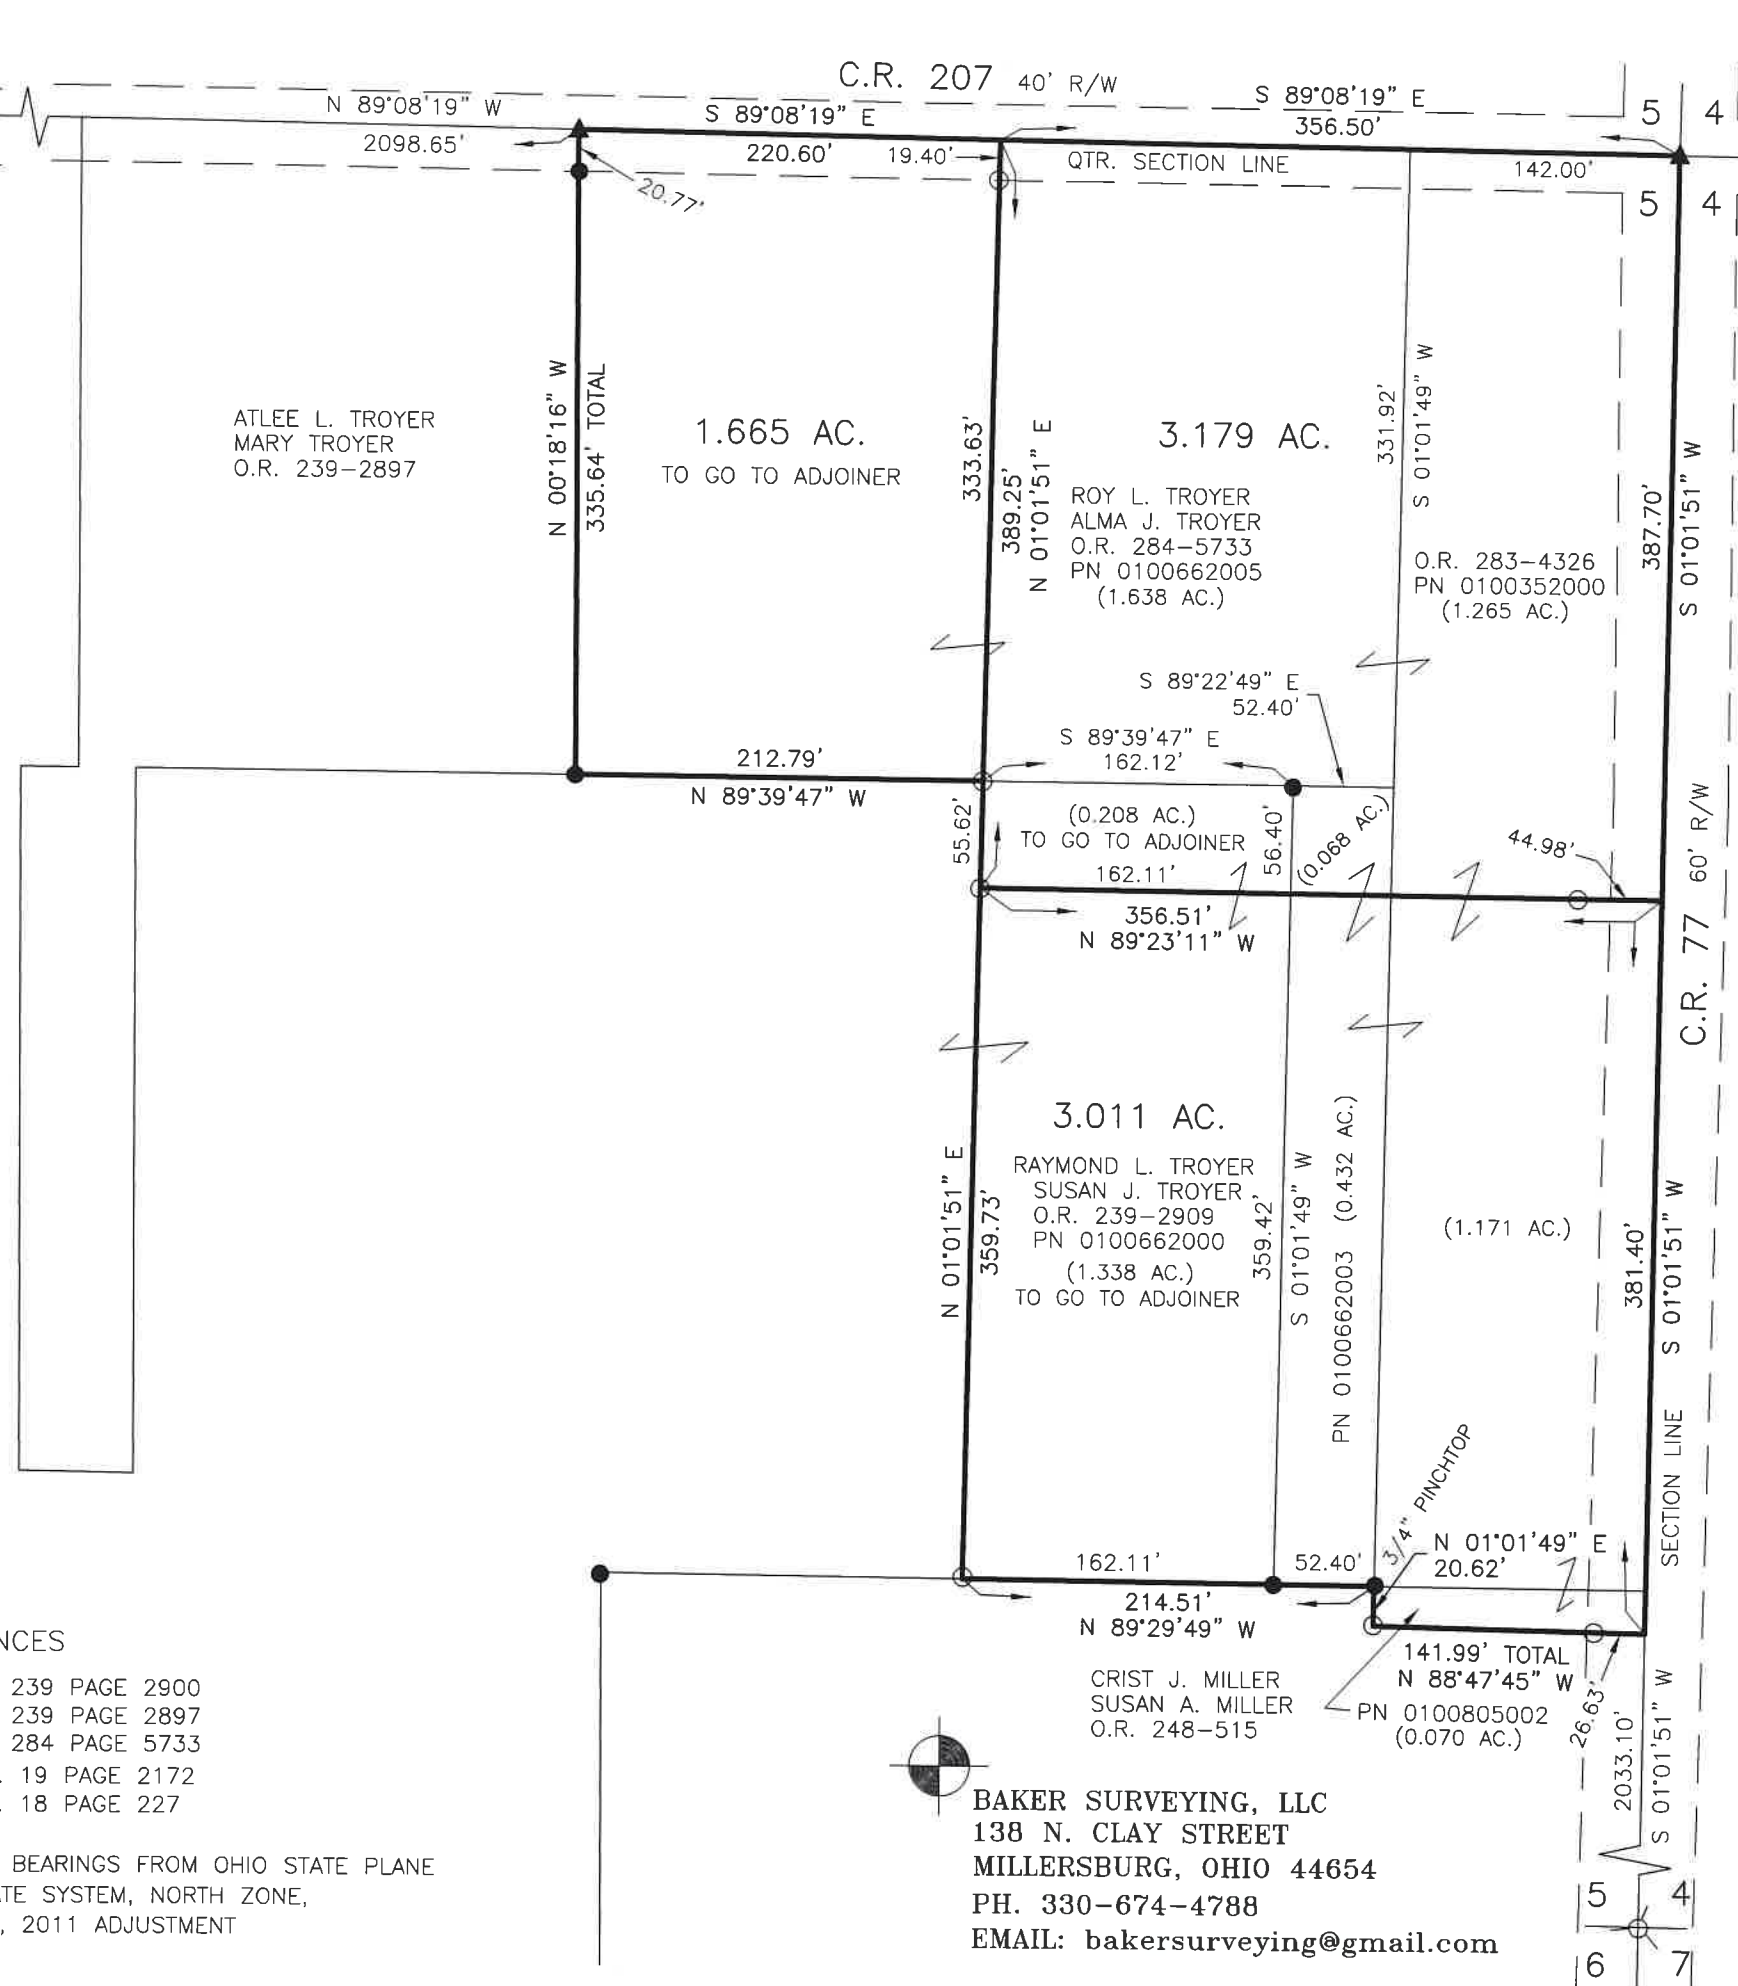 C.R. 207 40' R/W
N 89°08'19" W
2098.65'
S 89°08'19" E
220.60'
19.40'
S 89°08'19" E
356.50'
QTR. SECTION LINE
142.00'
5 4
5 4
20.77'
ATLEE L. TROYER
MARY TROYER
O.R. 239-2897
N 00°18'16" W
335.64' TOTAL
1.665 AC.
TO GO TO ADJOINER
333.63'
389.25'
N 01°01'51" E
3.179 AC.
ROY L. TROYER
ALMA J. TROYER
O.R. 284-5733
PN 0100662005
(1.638 AC.)
331.92'
S 01°01'49" W
O.R. 283-4326
PN 0100352000
(1.265 AC.)
387.70'
S 01°01'51" W
S 89°22'49" E
52.40'
S 89°39'47" E
162.12'
212.79'
N 89°39'47" W
55.62'
(0.208 AC.)
TO GO TO ADJOINER
56.40'
(0.068 AC.)
44.98'
162.11'
356.51'
N 89°23'11" W
C.R. 77 60' R/W
3.011 AC.
RAYMOND L. TROYER
SUSAN J. TROYER
O.R. 239-2909
PN 0100662000
(1.338 AC.)
TO GO TO ADJOINER
N 01°01'51" E
359.73'
359.42'
S 01°01'49" W
PN 0100662003 (0.432 AC.)
(1.171 AC.)
381.40'
SECTION LINE S 01°01'51" W
3/4" PINCHTOP
N 01°01'49" E
20.62'
162.11'
52.40'
214.51'
N 89°29'49" W
141.99' TOTAL
N 88°47'45" W
26.63'
CRIST J. MILLER
SUSAN A. MILLER
O.R. 248-515
PN 0100805002
(0.070 AC.)
2033.10'
S 01°01'51" W
5 4
6 7
NCES
239 PAGE 2900
239 PAGE 2897
284 PAGE 5733
. 19 PAGE 2172
. 18 PAGE 227
BEARINGS FROM OHIO STATE PLANE
ATE SYSTEM, NORTH ZONE,
, 2011 ADJUSTMENT
BAKER SURVEYING, LLC
138 N. CLAY STREET
MILLERSBURG, OHIO 44654
PH. 330-674-4788
EMAIL: bakersurveying@gmail.com